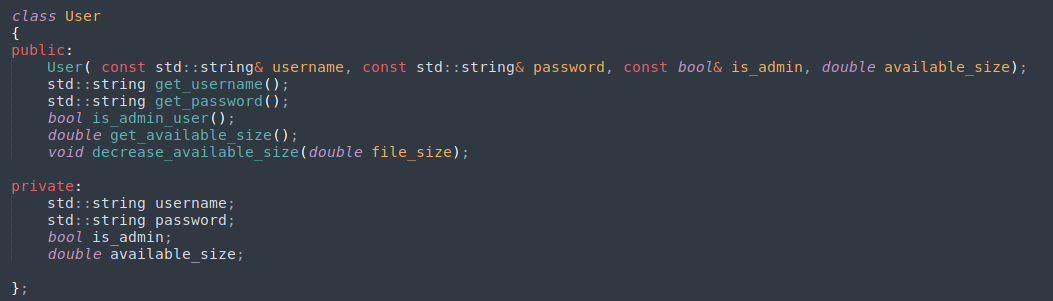 class User
{
public:
    User( const std::string& username, const std::string& password, const bool& is_admin, double available_size);
    std::string get_username();
    std::string get_password();
    bool is_admin_user();
    double get_available_size();
    void decrease_available_size(double file_size);

private:
    std::string username;
    std::string password;
    bool is_admin;
    double available_size;

};